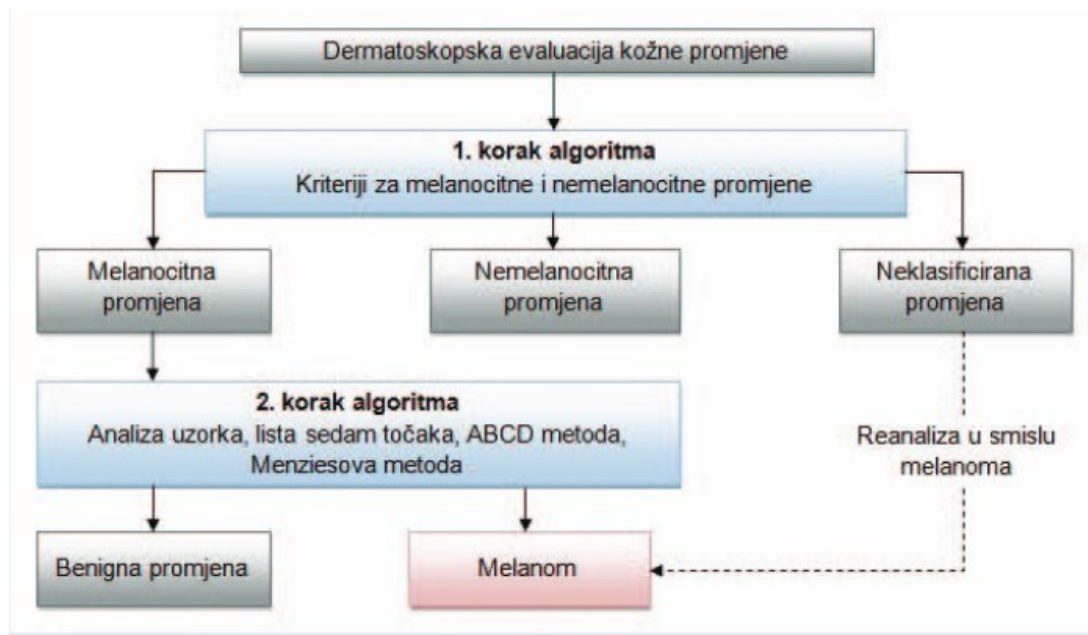 Dermatoskopska evaluacija kožne promjene
1. korak algoritma
Kriteriji za melanocitne i nemelanocitne promjene
Melanocitna
promjena
Nemelanocitna
promjena
Neklasificirana
promjena
2. korak algoritma
Analiza uzorka, lista sedam točaka, ABCD metoda,
Menziesova metoda
Reanaliza u smislu
melanoma
Benigna promjena
Melanom